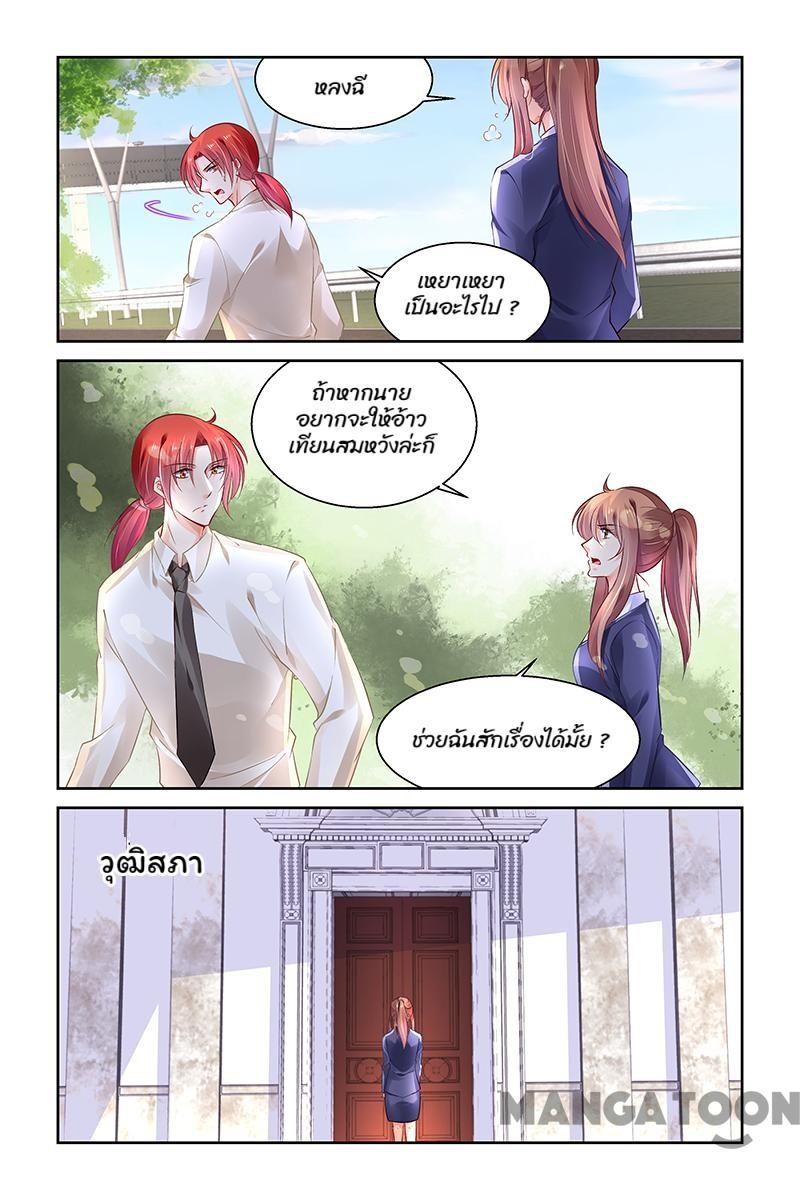 หลงฉี
เหยาเหยา
เป็นอะไรไป ?
ถ้าหากนาย
อยากจะให้อ้าว
เทียนสมหวังล่ะก็
ช่วยฉันสักเรื่องได้มั้ย ?
วุฒิสภา
MANGATOON